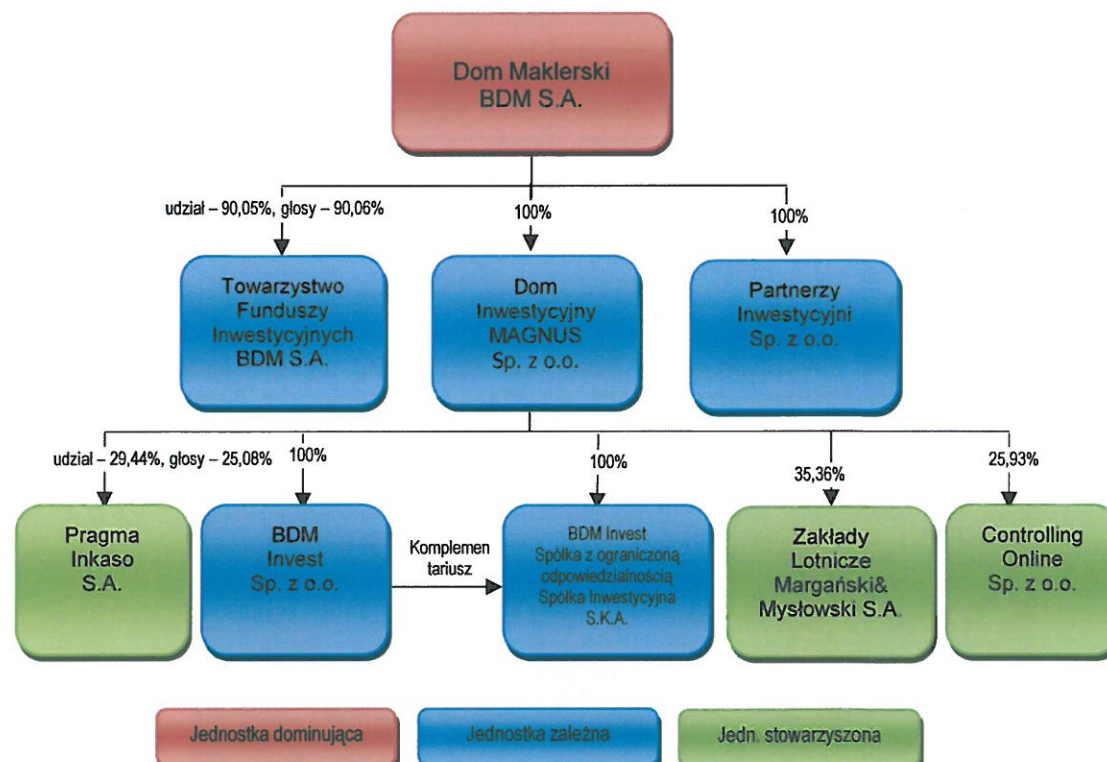 Dom Maklerski
BDM S.A.
udział – 90,05%, głosy – 90,06%
100%
100%
Towarzystwo
Funduszy
Inwestycyjnych
BDM S.A.
Dom
Inwestycyjny
MAGNUS
Sp. z o.o.
Partnerzy
Inwestycyjni
Sp. z o.o.
udział – 29,44%, głosy – 25,08%
100%
100%
35,36%
25,93%
Pragma
Inkaso
S.A.
BDM
Invest
Sp. z o.o.
Komplemen
tariusz
BDM Invest
Spółka z ograniczoną
odpowiedzialnością
Spółka Inwestycyjna
S.K.A.
Zakłady
Lotnicze
Margański&
Mysłowski S.A.
Controlling
Online
Sp. z o.o.
Jednostka dominująca
Jednostka zależna
Jedn. stowarzyszona